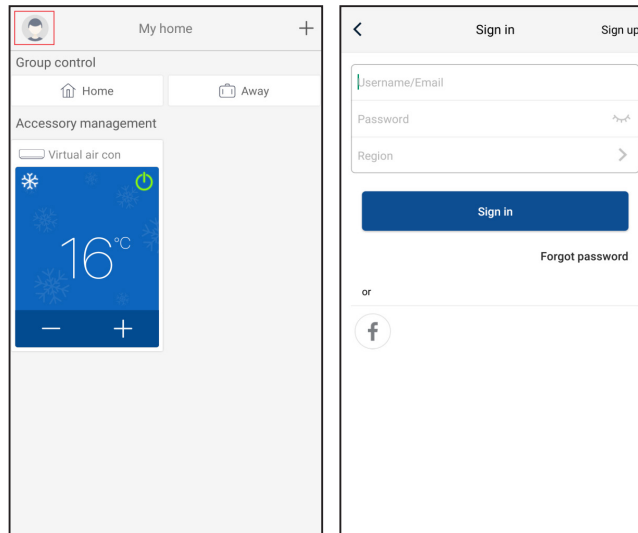 My home
Group control
Home
Away
Accessory management
Virtual air con
16°C
Sign in
Sign up
Username/Email
Password
Region
Sign in
Forgot password
or
f